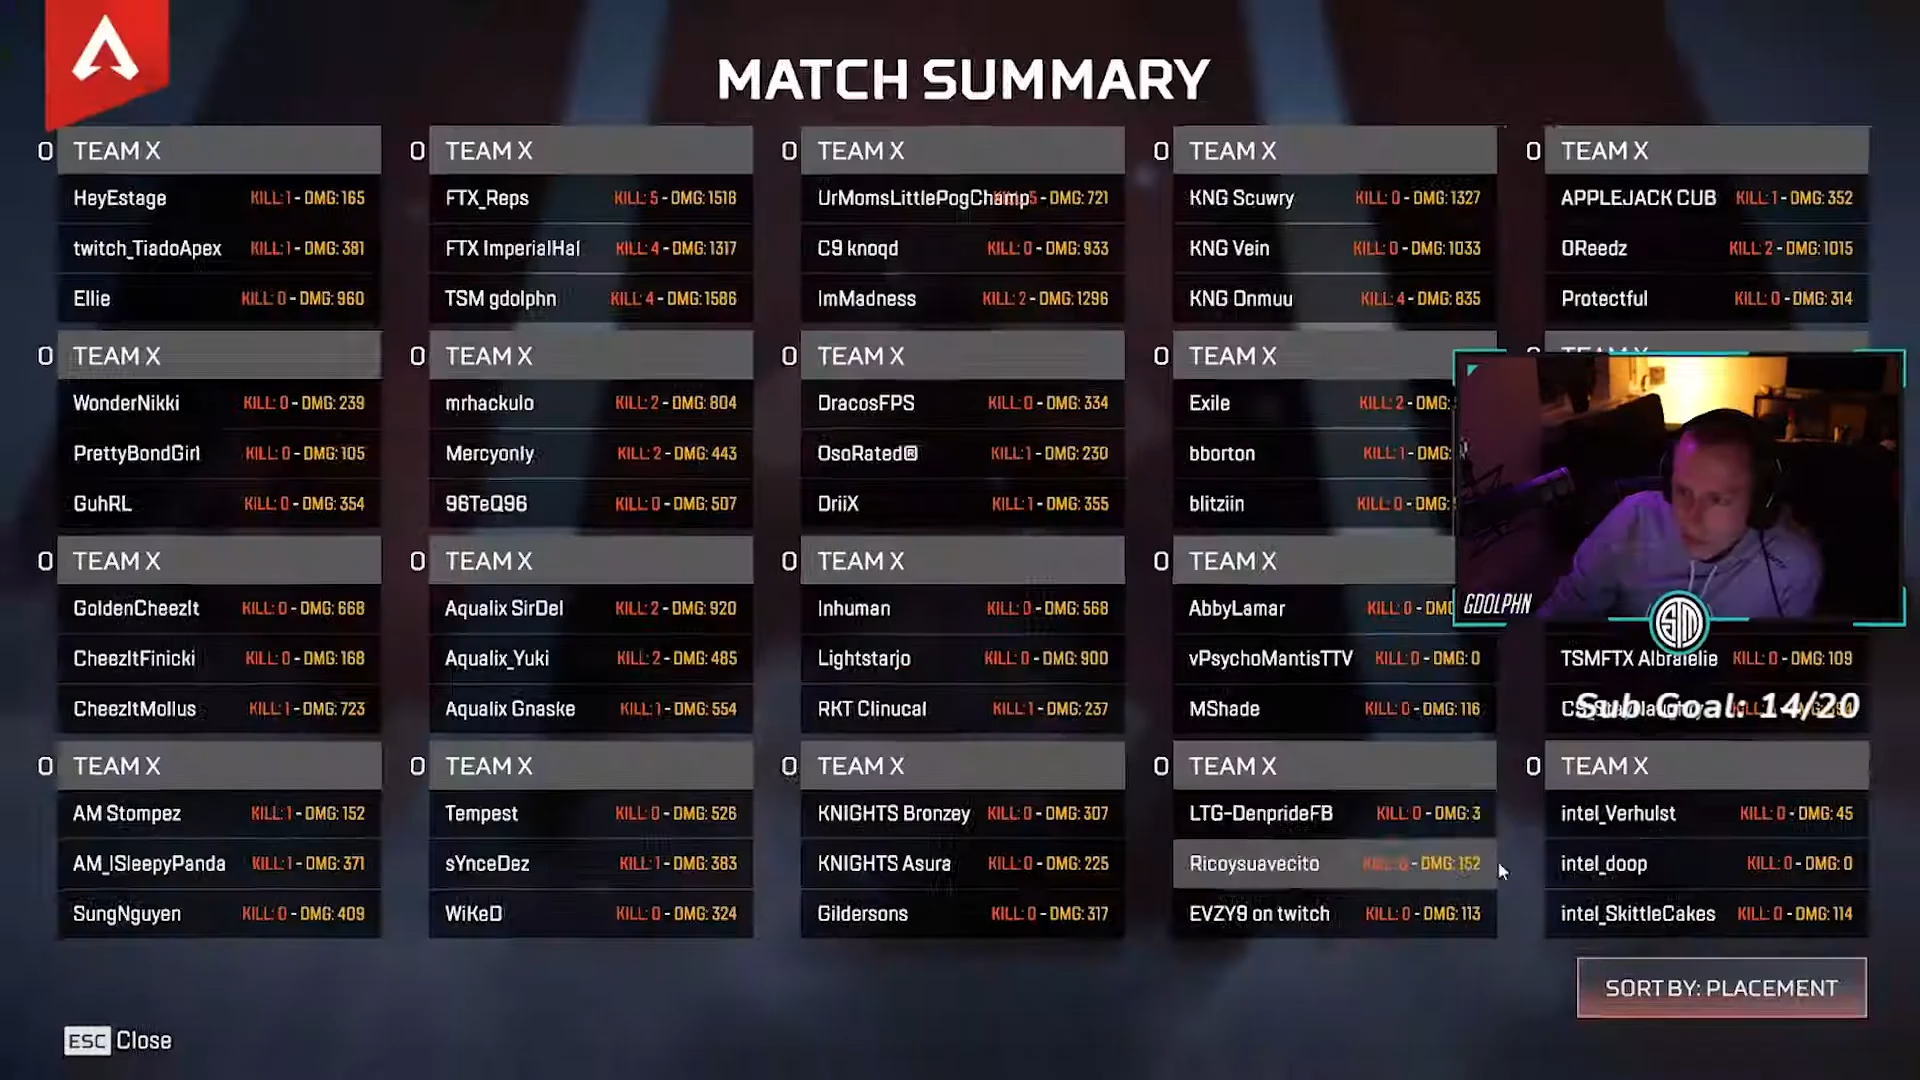 MATCH SUMMARY
0 TEAM X
HeyEstage KILL: 1 - DMG: 165
twitch_TiadoApex KILL: 1 - DMG: 381
Ellie KILL: 0 - DMG: 960
0 TEAM X
FTX_Reps KILL: 5 - DMG: 1518
FTX ImperialHal KILL: 4 - DMG: 1317
TSM gdolphn KILL: 4 - DMG: 1586
0 TEAM X
UrMomsLittlePogChamp KILL: 5 - DMG: 721
C9 knoqd KILL: 0 - DMG: 933
ImMadness KILL: 2 - DMG: 1296
0 TEAM X
KNG Scuwry KILL: 0 - DMG: 1327
KNG Vein KILL: 0 - DMG: 1033
KNG Onmuu KILL: 4 - DMG: 835
0 TEAM X
APPLEJACK CUB KILL: 1 - DMG: 352
OReedz KILL: 2 - DMG: 1015
Protectful KILL: 0 - DMG: 314
0 TEAM X
WonderNikki KILL: 0 - DMG: 239
PrettyBondGirl KILL: 0 - DMG: 105
GuhRL KILL: 0 - DMG: 354
0 TEAM X
mrhackulo KILL: 2 - DMG: 804
Mercyonly KILL: 2 - DMG: 443
96TeQ96 KILL: 0 - DMG: 507
0 TEAM X
DracosFPS KILL: 0 - DMG: 334
OsoRated® KILL: 1 - DMG: 230
DriiX KILL: 1 - DMG: 355
0 TEAM X
Exile KILL: 2 - DMG:
bborton KILL: 1 - DMG:
blitziin KILL: 0 - DMG:
TEAM X
0 TEAM X
GoldenCheezIt KILL: 0 - DMG: 668
CheezItFinicki KILL: 0 - DMG: 168
CheezItMollus KILL: 1 - DMG: 723
0 TEAM X
Aqualix SirDel KILL: 2 - DMG: 920
Aqualix_Yuki KILL: 2 - DMG: 485
Aqualix Gnaske KILL: 1 - DMG: 554
0 TEAM X
Inhuman KILL: 0 - DMG: 568
Lightstarjo KILL: 0 - DMG: 900
RKT Clinucal KILL: 1 - DMG: 237
0 TEAM X
AbbyLamar KILL: 0 -
vPsychoMantisTTV KILL: 0 - DMG: 0
MShade KILL: 0 - DMG: 116
GDOLPHN
TSMFTX Albralelie KILL: 0 - DMG: 109
Sub Goal: 14/20
0 TEAM X
AM Stompez KILL: 1 - DMG: 152
AM_ISleepyPanda KILL: 1 - DMG: 371
SungNguyen KILL: 0 - DMG: 409
0 TEAM X
Tempest KILL: 0 - DMG: 526
sYnceDez KILL: 1 - DMG: 383
WiKeD KILL: 0 - DMG: 324
0 TEAM X
KNIGHTS Bronzey KILL: 0 - DMG: 307
KNIGHTS Asura KILL: 0 - DMG: 225
Gildersons KILL: 0 - DMG: 317
0 TEAM X
LTG-DenprideFB KILL: 0 - DMG: 3
Ricoysuavecito KILL: 0 - DMG: 152
EVZY9 on twitch KILL: 0 - DMG: 113
0 TEAM X
intel_Verhulst KILL: 0 - DMG: 45
intel_doop KILL: 0 - DMG: 0
intel_SkittleCakes KILL: 0 - DMG: 114
SORT BY: PLACEMENT
ESC Close